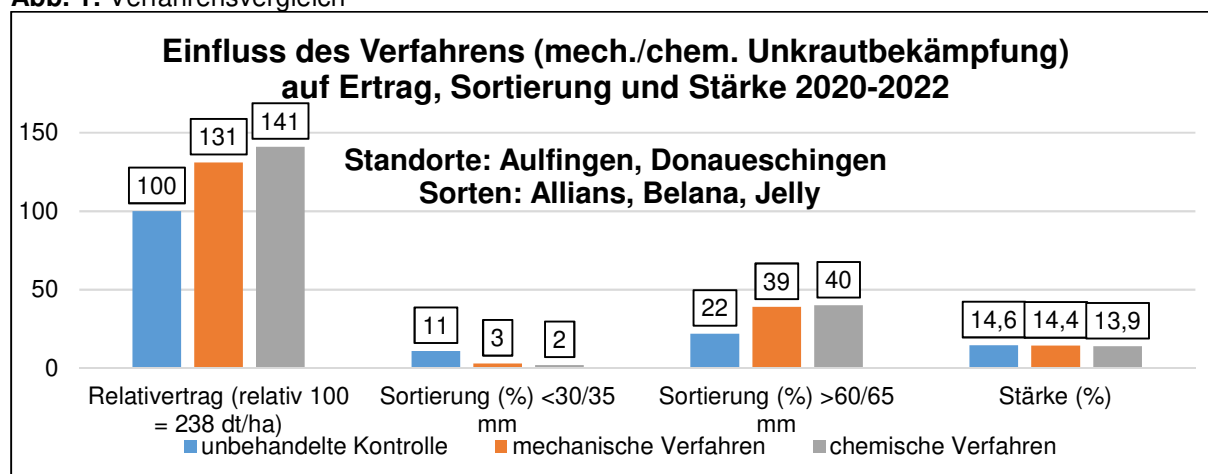 Abb. 1: Verfahrensvergleich
Einfluss des Verfahrens (mech./chem. Unkrautbekämpfung)
auf Ertrag, Sortierung und Stärke 2020-2022
Standorte: Aulfingen, Donaueschingen
Sorten: Allians, Belana, Jelly
150
100
50
0
100
131
141
11
3
2
22
39
40
14,6
14,4
13,9
Relativertrag (relativ 100
= 238 dt/ha)
Sortierung (%) <30/35
mm
Sortierung (%) >60/65
mm
Stärke (%)
unbehandelte Kontrolle
mechanische Verfahren
chemische Verfahren